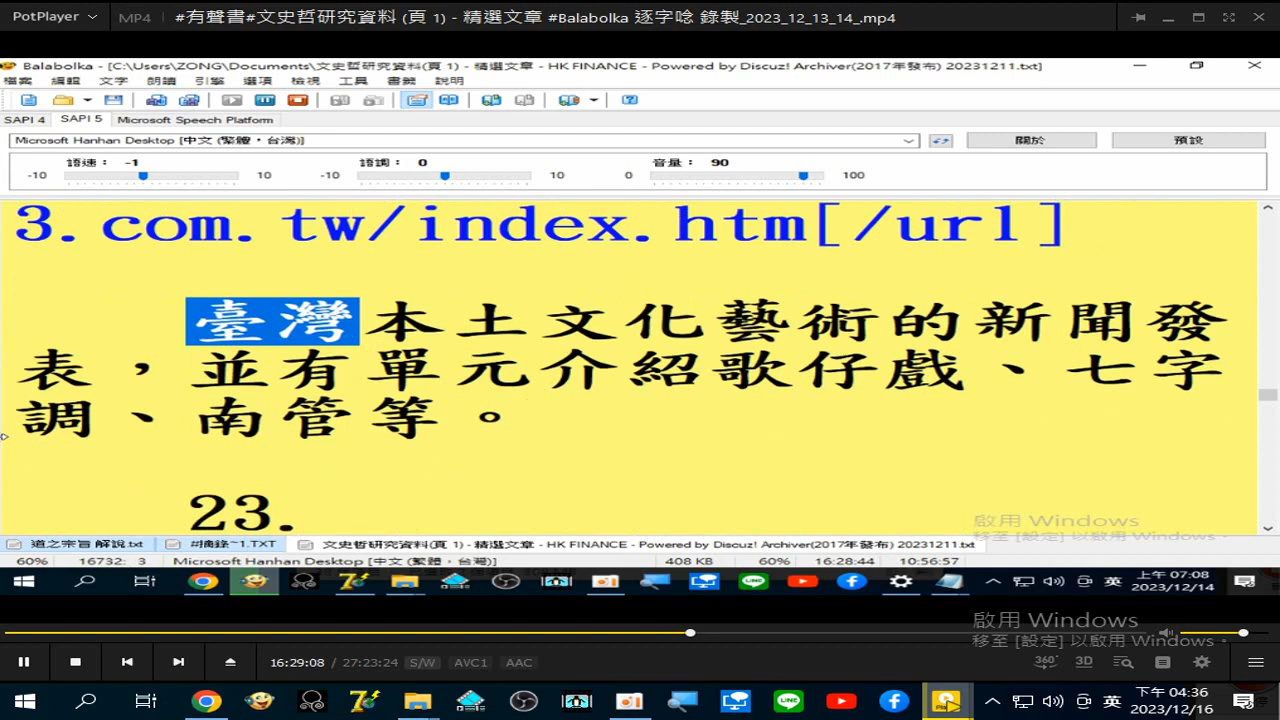 PotPlayer
MP4
#有聲書#文史哲研究資料 (頁 1) - 精選文章 #Balabolka 逐字唸 錄製_2023_12_13_14_.mp4
Balabolka - [C:\Users\ZONG\Documents\文史哲研究資料(頁 1) - 精選文章 - HK FINANCE - Powered by Discuz! Archiver(2017年發布) 20231211.txt]
檔案 編輯 文字 朗讀 引擎 選項 檢視 工具 書籤 說明
SAPI 4 SAPI 5 Microsoft Speech Platform
Microsoft Hanhan Desktop [中文 (繁體，台灣)]
關於 預設
語速： -1 語調： 0 音量： 90
-10 10 -10 10 0 100
3.com.tw/index.htm[/url]
臺灣本土文化藝術的新聞發
表，並有單元介紹歌仔戲、七字
調、南管等。
23.
啟用 Windows
移至 [設定] 以啟用 Windows。
道之宗旨 解說.txt #摘錄~1.TXT 文史哲研究資料(頁 1) - 精選文章 - HK FINANCE - Powered by Discuz! Archiver(2017年發布) 20231211.txt
60% 16732: 3 Microsoft Hanhan Desktop [中文 (繁體，台灣)] 408 KB 60% 16:28:44 10:56:57
英 上午 07:08
2023/12/14
啟用 Windows
移至 [設定] 以啟用 Windows。
16:29:08 / 27:23:24 S/W AVC1 AAC
360° 3D
英 下午 04:36
2023/12/16